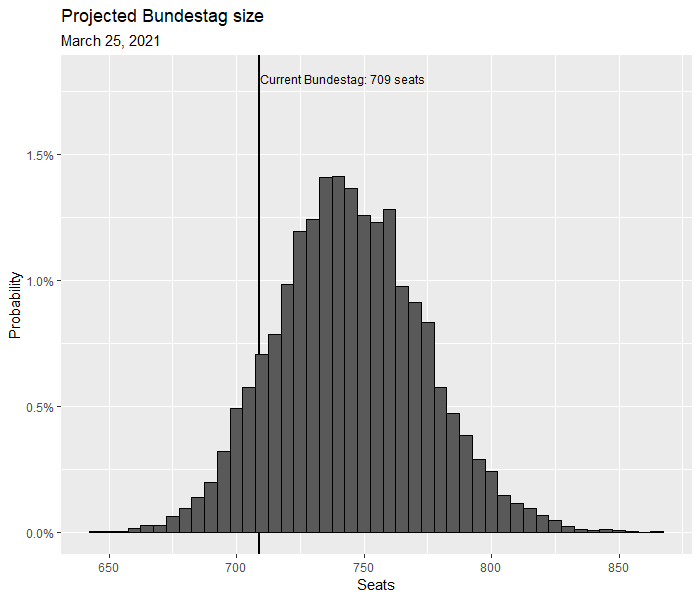 Projected Bundestag size
March 25, 2021
Current Bundestag: 709 seats
1.5%
1.0%
0.5%
0.0%
Probability
650 700 750 800 850
Seats